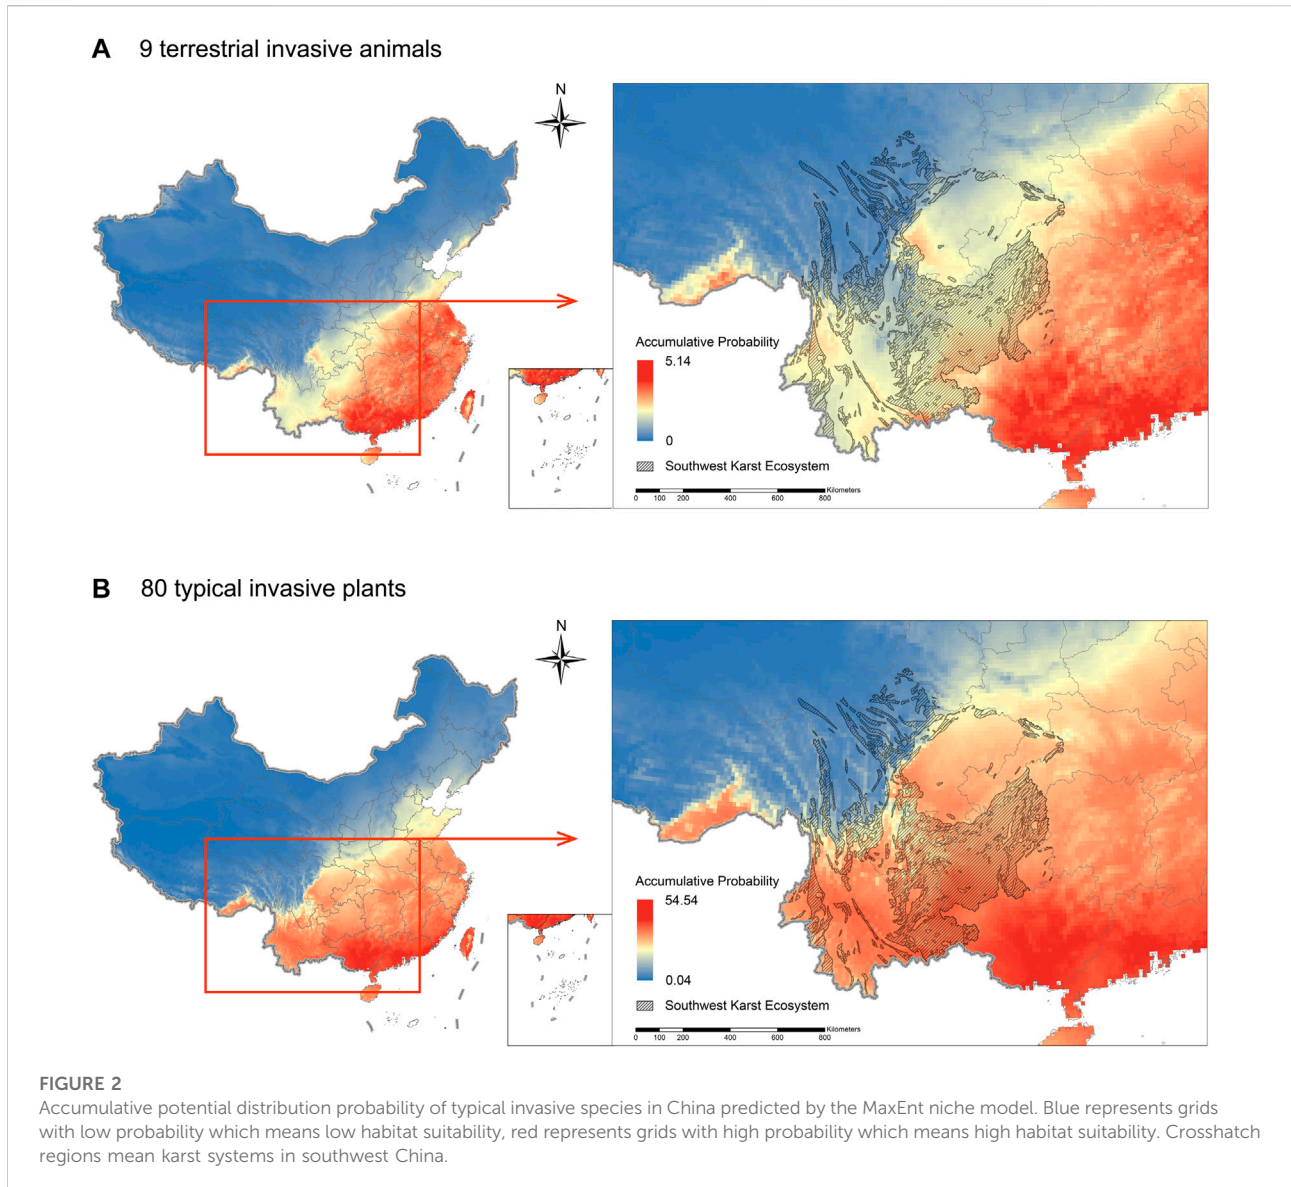 A 9 terrestrial invasive animals
N
Accumulative Probability
5.14
0
Southwest Karst Ecosystem
Kilometers
0 100 200 400 600 800
B 80 typical invasive plants
N
Accumulative Probability
54.54
0.04
Southwest Karst Ecosystem
Kilometers
0 100 200 400 600 800
FIGURE 2
Accumulative potential distribution probability of typical invasive species in China predicted by the MaxEnt niche model. Blue represents grids
with low probability which means low habitat suitability, red represents grids with high probability which means high habitat suitability. Crosshatch
regions mean karst systems in southwest China.